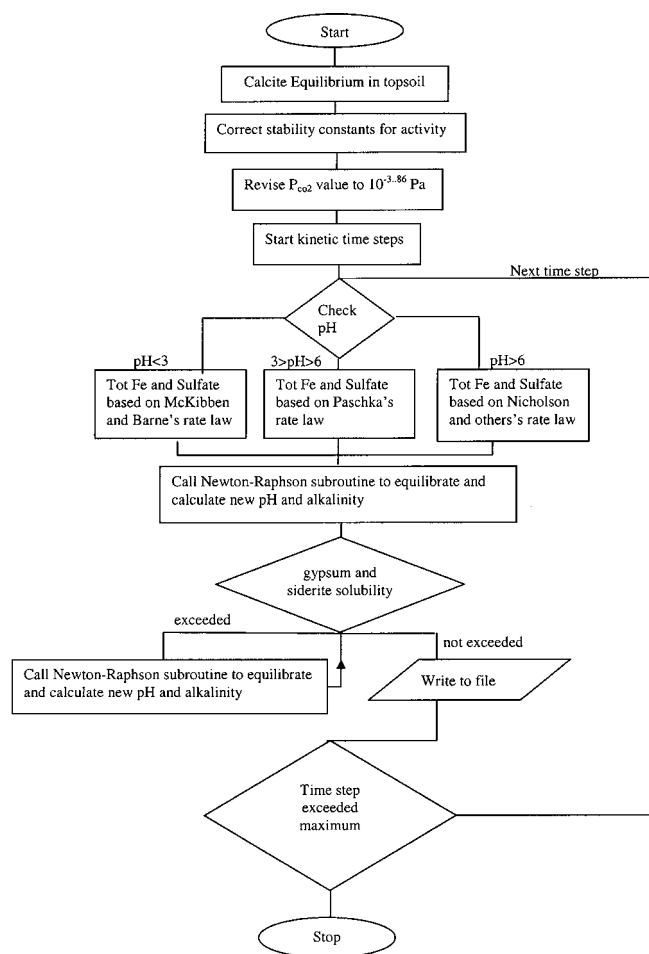 Start
Calcite Equilibrium in topsoil
Correct stability constants for activity
Revise Pco2 value to 10-3..86 Pa
Start kinetic time steps
Next time step
Check
pH
pH<3
3>pH>6
pH>6
Tot Fe and Sulfate
based on McKibben
and Barne's rate law
Tot Fe and Sulfate
based on Paschka's
rate law
Tot Fe and Sulfate
based on Nicholson
and others's rate law
Call Newton-Raphson subroutine to equilibrate and
calculate new pH and alkalinity
gypsum and
siderite solubility
exceeded
not exceeded
Call Newton-Raphson subroutine to equilibrate
and calculate new pH and alkalinity
Write to file
Time step
exceeded
maximum
Stop